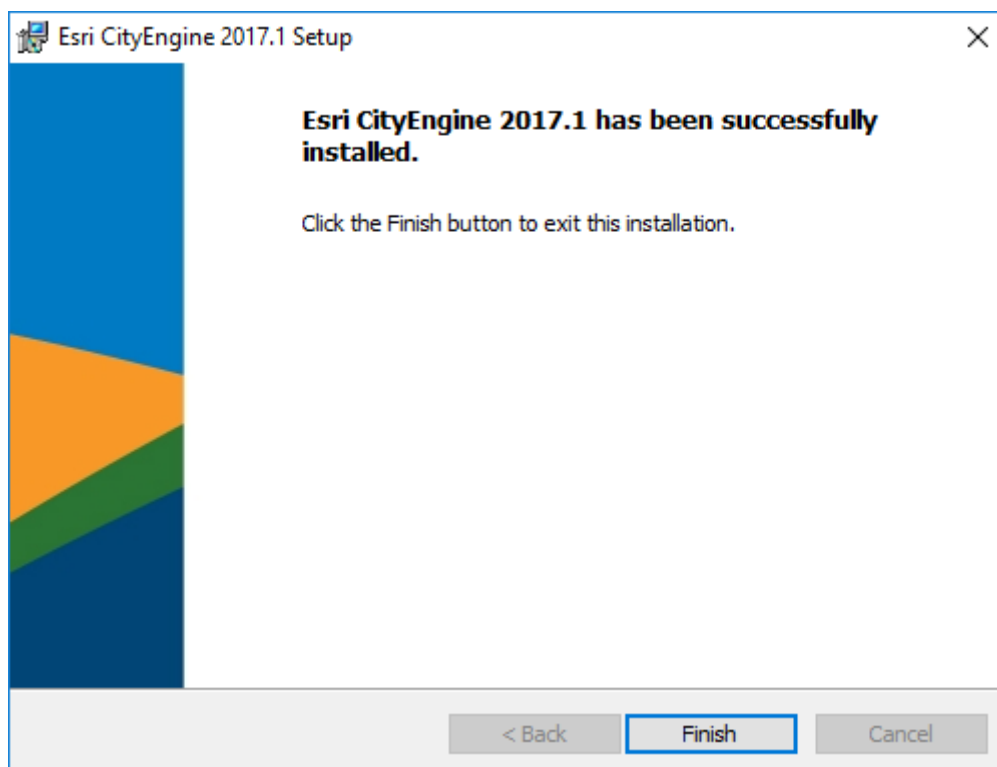 Esri CityEngine 2017.1 Setup
Esri CityEngine 2017.1 has been successfully
installed.
Click the Finish button to exit this installation.
< Back
Finish
Cancel